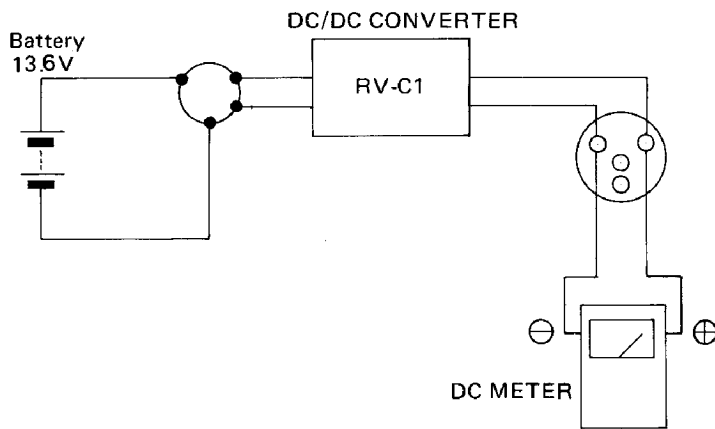 DC/DC CONVERTER
Battery
13.6V
RV-C1
⊖
⊕
DC METER